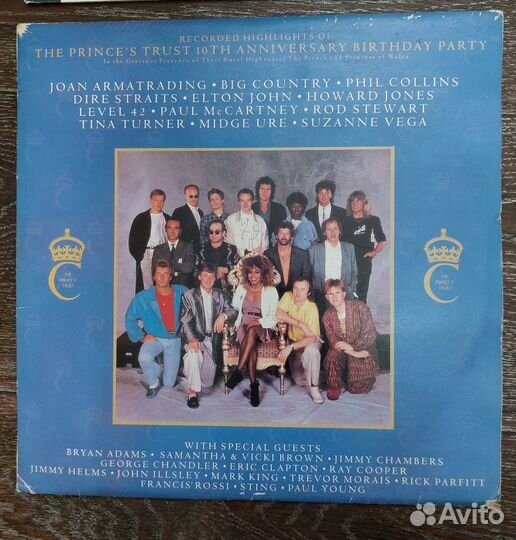 RECORDED HIGHLIGHTS OF
THE PRINCE'S TRUST 10TH ANNIVERSARY BIRTHDAY PARTY
In the Gracious Presence of Their Royal Highnesses The Prince and Princess of Wales
JOAN ARMATRADING • BIG COUNTRY • PHIL COLLINS
DIRE STRAITS • ELTON JOHN • HOWARD JONES
LEVEL 42 • PAUL McCARTNEY • ROD STEWART
TINA TURNER • MIDGE URE • SUZANNE VEGA
THE PRINCE'S TRUST
THE PRINCE'S TRUST
WITH SPECIAL GUESTS
BRYAN ADAMS • SAMANTHA & VICKI BROWN • JIMMY CHAMBERS
GEORGE CHANDLER • ERIC CLAPTON • RAY COOPER
JIMMY HELMS • JOHN ILLSLEY • MARK KING • TREVOR MORAIS • RICK PARFITT
FRANCIS ROSSI • STING • PAUL YOUNG
Avito